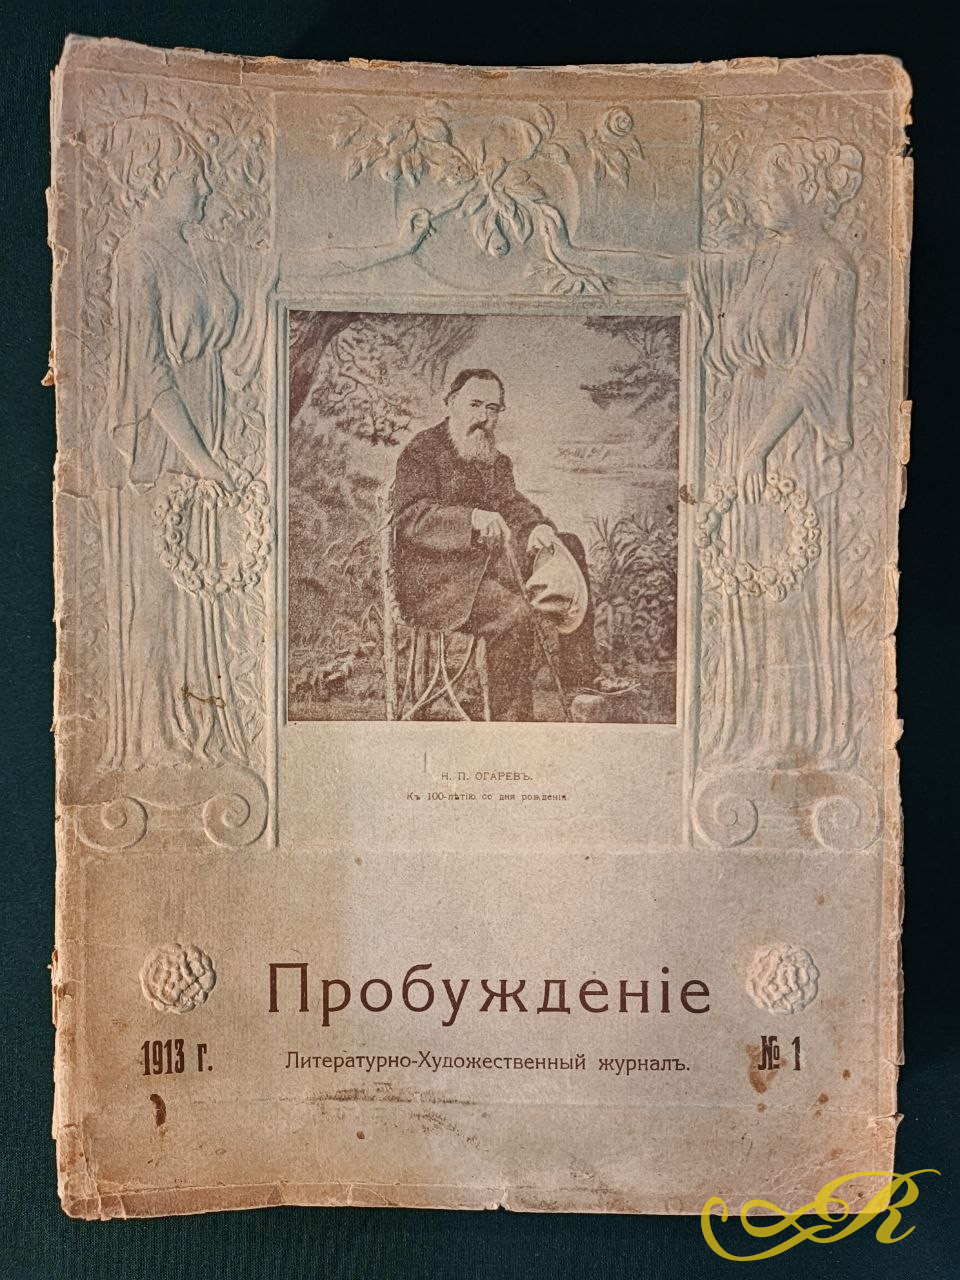 Н. П. ОГАРЕВЪ.
Къ 100-лѣтію со дня рожденія.
Пробужденіе
1913 г.
Литературно-Художественный журналъ.
№ 1
R